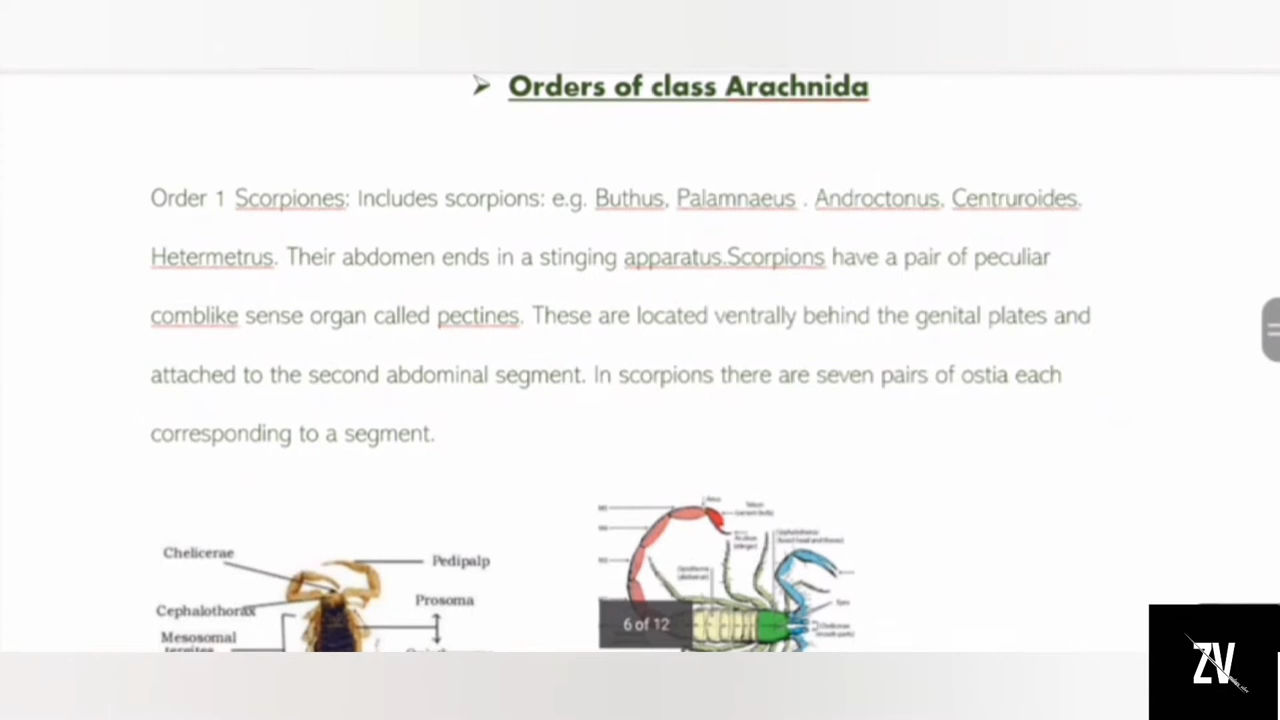 ➢ Orders of class Arachnida
Order 1 Scorpiones: Includes scorpions: e.g. Buthus, Palamnaeus . Androctonus, Centruroides,
Hetermetrus. Their abdomen ends in a stinging apparatus.Scorpions have a pair of peculiar
comblike sense organ called pectines. These are located ventrally behind the genital plates and
attached to the second abdominal segment. In scorpions there are seven pairs of ostia each
corresponding to a segment.
Chelicerae
Pedipalp
Cephalothorax
Prosoma
Mesosomal
6 of 12
ZV